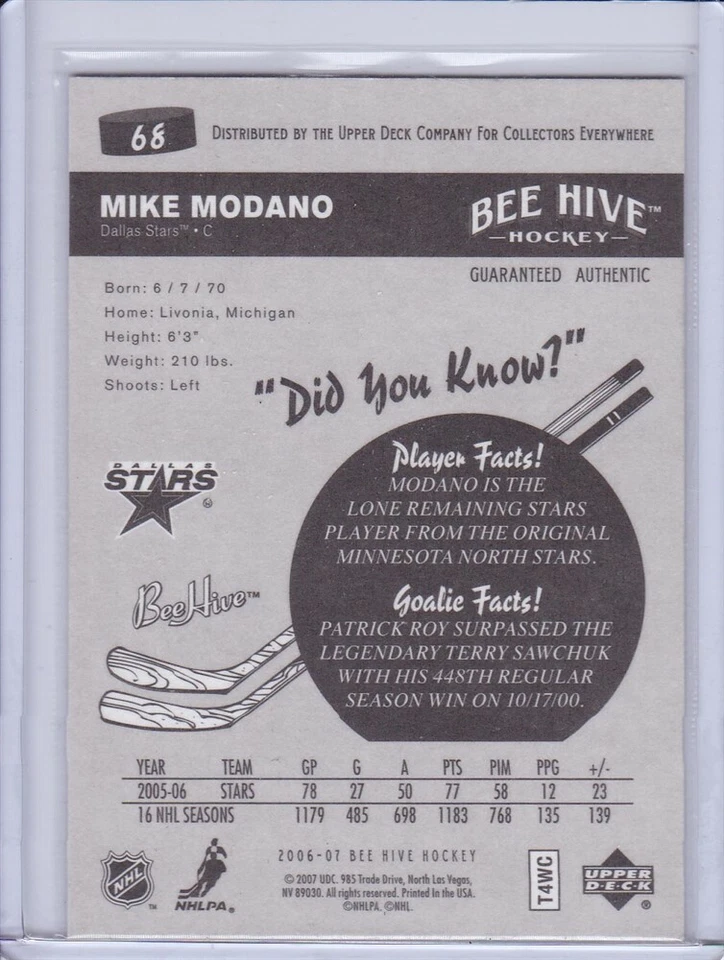 68
DISTRIBUTED BY THE UPPER DECK COMPANY FOR COLLECTORS EVERYWHERE
MIKE MODANO
Dallas Stars™ • C
BEE HIVE™
HOCKEY
GUARANTEED AUTHENTIC
Born: 6 / 7 / 70
Home: Livonia, Michigan
Height: 6'3"
Weight: 210 lbs.
Shoots: Left
"Did You Know?"
Player Facts!
MODANO IS THE
LONE REMAINING STARS
PLAYER FROM THE ORIGINAL
MINNESOTA NORTH STARS.
Goalie Facts!
PATRICK ROY SURPASSED THE
LEGENDARY TERRY SAWCHUK
WITH HIS 448TH REGULAR
SEASON WIN ON 10/17/00.
DALLAS
STARS
®
BeeHive™
YEAR TEAM GP G A PTS PIM PPG +/-
2005-06 STARS 78 27 50 77 58 12 23
16 NHL SEASONS 1179 485 698 1183 768 135 139
NHL ™
NHLPA®
2006-07 BEE HIVE HOCKEY
© 2007 UDC. 985 Trade Drive, North Las Vegas,
NV 89030. All rights reserved. Printed in the USA.
©NHLPA. ©NHL.
T4WC
UPPER
D·E·C·K
®